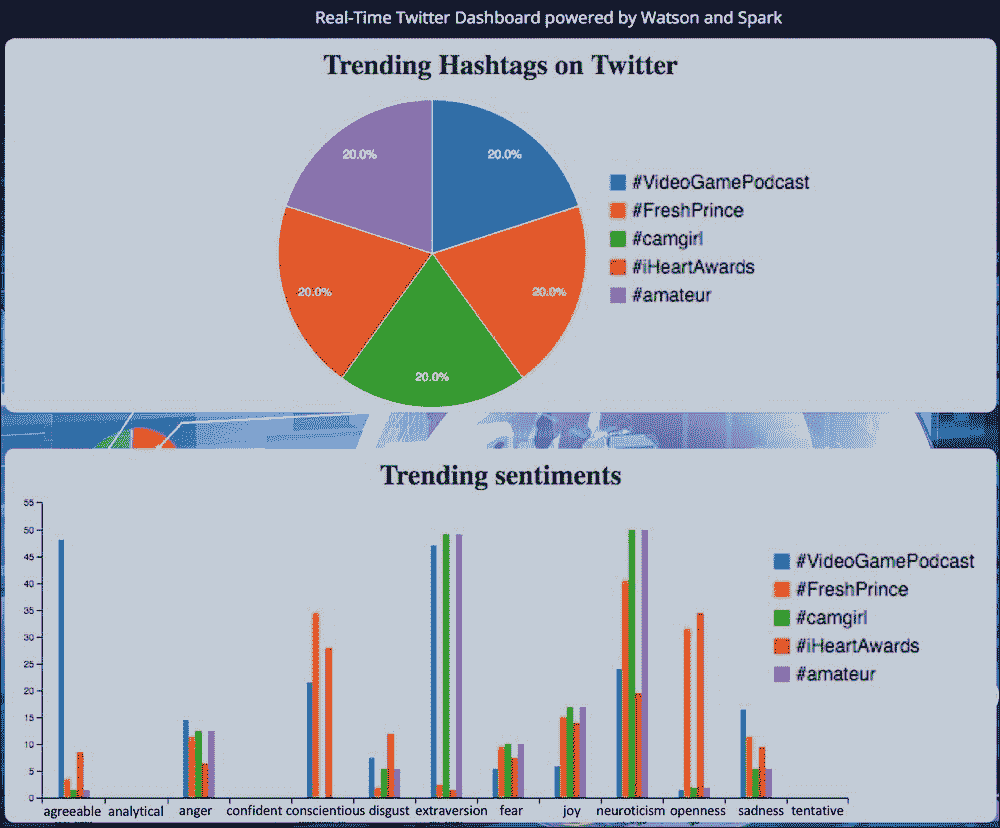 Real-Time Twitter Dashboard powered by Watson and Spark
Trending Hashtags on Twitter
20.0%
20.0%
20.0%
20.0%
20.0%
#VideoGamePodcast
#FreshPrince
#camgirl
#iHeartAwards
#amateur
Trending sentiments
55
50
45
40
35
30
25
20
15
10
5
0
agreeable analytical anger confident conscientious disgust extraversion fear joy neuroticism openness sadness tentative
#VideoGamePodcast
#FreshPrince
#camgirl
#iHeartAwards
#amateur